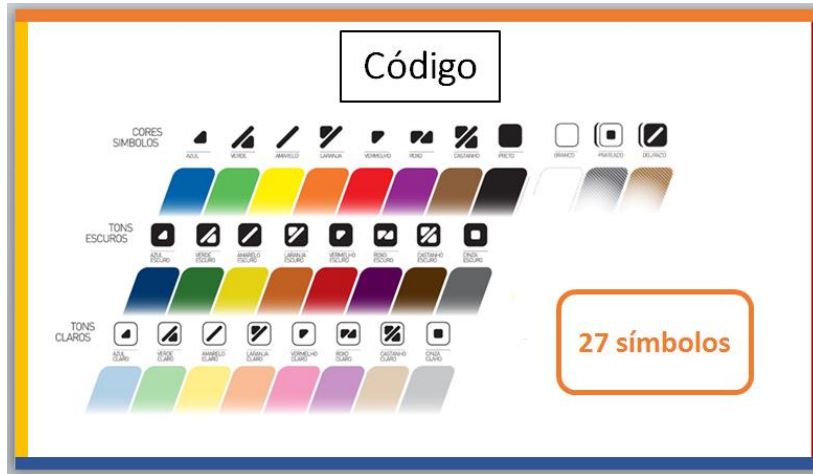 Código
CORES
SIMBOLOS
AZUL VERDE AMARELO LARANJA VERMELHO ROXO CASTANHO PRETO BRANCO PRATEADO DOURADO
TONS
ESCUROS
AZUL VERDE AMARELO LARANJA VERMELHO ROXO CASTANHO CINZA
ESCURO ESCURO ESCURO ESCURO ESCURO ESCURO ESCURO ESCURO
27 símbolos
TONS
CLAROS
AZUL VERDE AMARELO LARANJA VERMELHO ROXO CASTANHO CINZA
CLARO CLARO CLARO CLARO CLARO CLARO CLARO CLARO